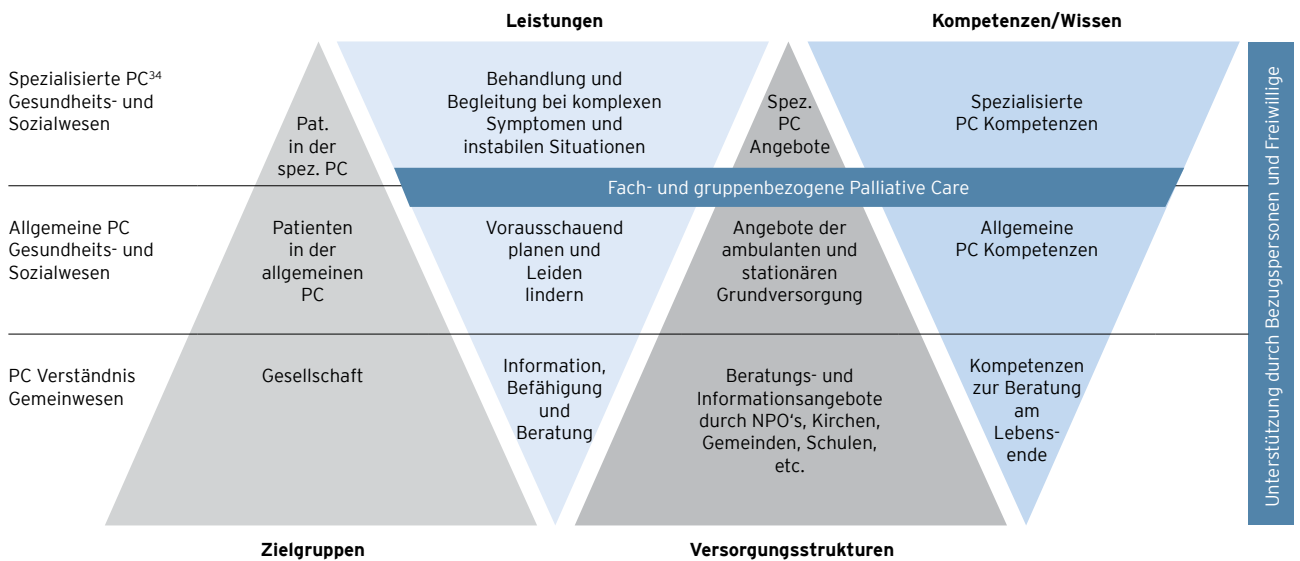 Leistungen
Kompetenzen/Wissen
Spezialisierte PC³⁴
Gesundheits- und
Sozialwesen
Pat.
in der
spez. PC
Behandlung und
Begleitung bei komplexen
Symptomen und
instabilen Situationen
Spez.
PC
Angebote
Spezialisierte
PC Kompetenzen
Fach- und gruppenbezogene Palliative Care
Allgemeine PC
Gesundheits- und
Sozialwesen
Patienten
in der
allgemeinen
PC
Vorausschauend
planen und
Leiden
lindern
Angebote der
ambulanten und
stationären
Grundversorgung
Allgemeine
PC Kompetenzen
PC Verständnis
Gemeinwesen
Gesellschaft
Information,
Befähigung
und
Beratung
Beratungs- und
Informationsangebote
durch NPO‘s, Kirchen,
Gemeinden, Schulen,
etc.
Kompetenzen
zur Beratung
am
Lebens-
ende
Unterstützung durch Bezugspersonen und Freiwillige
Zielgruppen
Versorgungsstrukturen